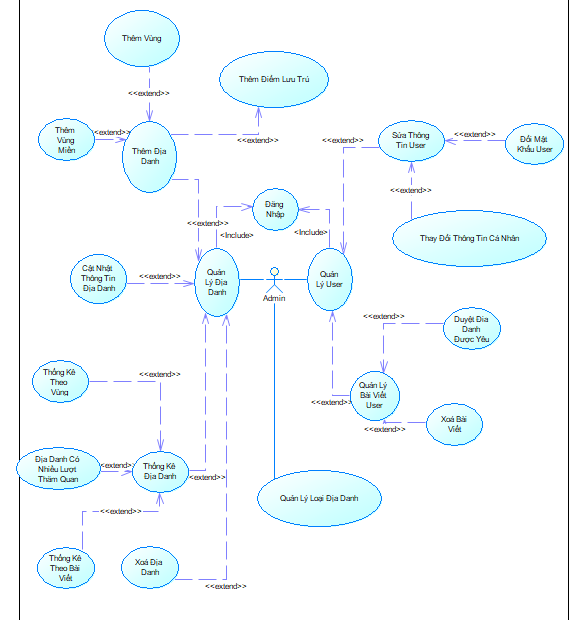 Thêm Vùng
<<extend>>
Thêm Điểm Lưu Trú
<<extend>>
Thêm
Vùng
Miền
<<extend>>
Thêm Địa
Danh
Sửa Thông
Tin User
<<extend>>
<<extend>>
Đổi Mật
Khẩu User
<<extend>>
Thay Đổi Thông Tin Cá Nhân
Đăng
Nhập
<<extend>>
<Include>
<Include>
Cật Nhật
Thông Tin
Địa Danh
<<extend>>
Quản
Lý Địa
Danh
Admin
Quản
Lý User
<<extend>>
Duyệt Địa
Danh
Được Yêu
Thống Kê
Theo
Vùng
<<extend>>
Quản Lý
Bài Viết
User
<<extend>>
<<extend>>
Xoá Bài
Viết
Địa Danh Có
Nhiều Lượt
Thăm Quan
<<extend>>
Thống Kê
Địa Danh
<<extend>>
Quản Lý Loại Địa Danh
<<extend>>
Thống Kê
Theo Bài
Viết
Xoá Địa
Danh
<<extend>>